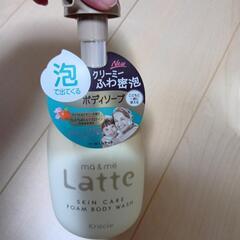 泡
で出てくる
New
クリーミー
ふわ密泡
ボディソープ
ma & me
Latte
SKIN CARE
FOAM BODY WASH
Kracie